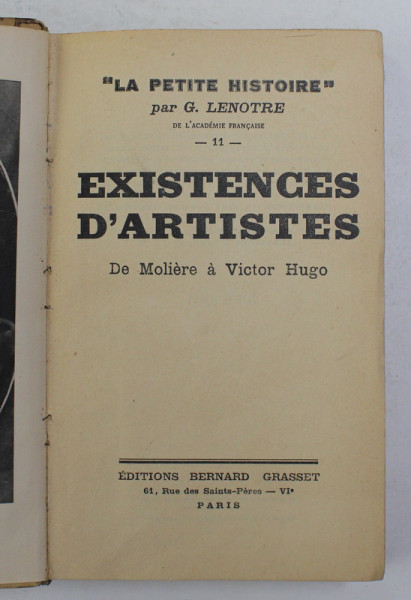 "LA PETITE HISTOIRE"
par G. LENOTRE
DE L'ACADÉMIE FRANÇAISE
— 11 —
EXISTENCES
D'ARTISTES
De Molière à Victor Hugo
ÉDITIONS BERNARD GRASSET
61, Rue des Saints-Pères — VIᵉ
PARIS